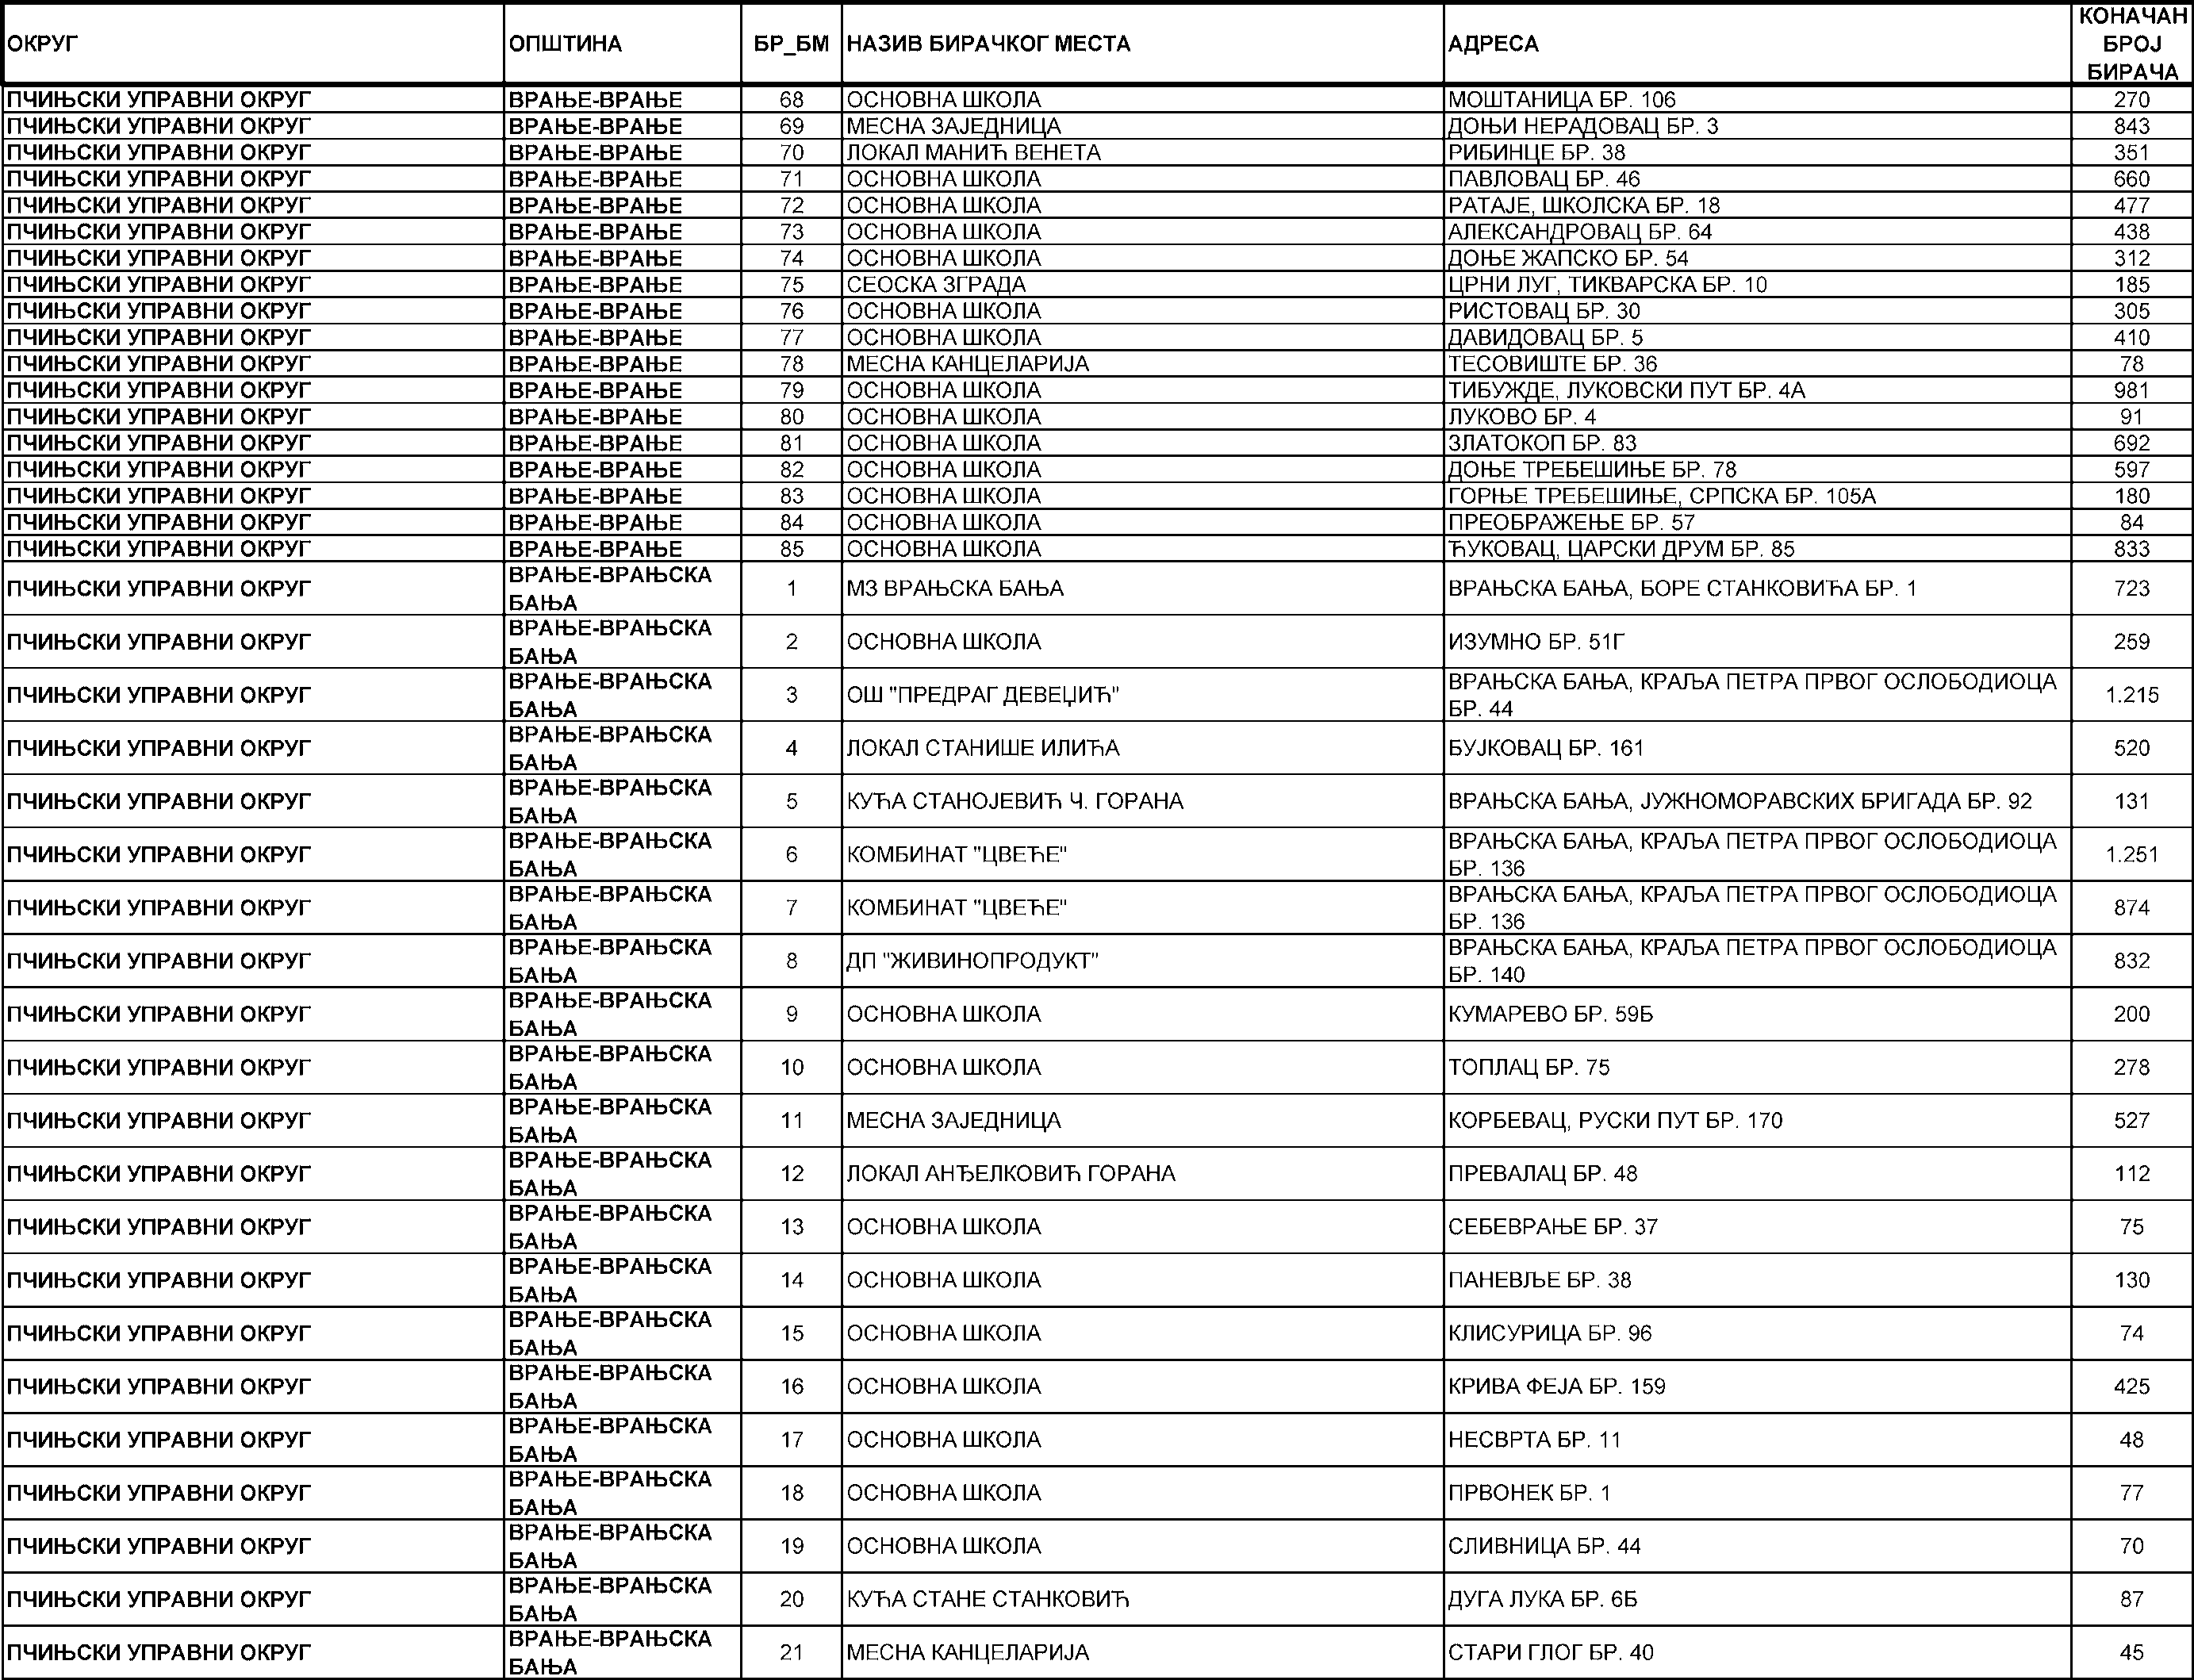 ОКРУГ ОПШТИНА БР_БМ НАЗИВ БИРАЧКОГ МЕСТА АДРЕСА КОНАЧАН БРОЈ БИРАЧА
ПЧИЊСКИ УПРАВНИ ОКРУГ ВРАЊЕ-ВРАЊЕ 68 ОСНОВНА ШКОЛА МОШТАНИЦА БР. 106 270
ПЧИЊСКИ УПРАВНИ ОКРУГ ВРАЊЕ-ВРАЊЕ 69 МЕСНА ЗАЈЕДНИЦА ДОЊИ НЕРАДОВАЦ БР. 3 843
ПЧИЊСКИ УПРАВНИ ОКРУГ ВРАЊЕ-ВРАЊЕ 70 ЛОКАЛ МАНИЋ ВЕНЕТА РИБИНЦЕ БР. 38 351
ПЧИЊСКИ УПРАВНИ ОКРУГ ВРАЊЕ-ВРАЊЕ 71 ОСНОВНА ШКОЛА ПАВЛОВАЦ БР. 46 660
ПЧИЊСКИ УПРАВНИ ОКРУГ ВРАЊЕ-ВРАЊЕ 72 ОСНОВНА ШКОЛА РАТАЈЕ, ШКОЛСКА БР. 18 477
ПЧИЊСКИ УПРАВНИ ОКРУГ ВРАЊЕ-ВРАЊЕ 73 ОСНОВНА ШКОЛА АЛЕКСАНДРОВАЦ БР. 64 438
ПЧИЊСКИ УПРАВНИ ОКРУГ ВРАЊЕ-ВРАЊЕ 74 ОСНОВНА ШКОЛА ДОЊЕ ЖАПСКО БР. 54 312
ПЧИЊСКИ УПРАВНИ ОКРУГ ВРАЊЕ-ВРАЊЕ 75 СЕОСКА ЗГРАДА ЦРНИ ЛУГ, ТИКВАРСКА БР. 10 185
ПЧИЊСКИ УПРАВНИ ОКРУГ ВРАЊЕ-ВРАЊЕ 76 ОСНОВНА ШКОЛА РИСТОВАЦ БР. 30 305
ПЧИЊСКИ УПРАВНИ ОКРУГ ВРАЊЕ-ВРАЊЕ 77 ОСНОВНА ШКОЛА ДАВИДОВАЦ БР. 5 410
ПЧИЊСКИ УПРАВНИ ОКРУГ ВРАЊЕ-ВРАЊЕ 78 МЕСНА КАНЦЕЛАРИЈА ТЕСОВИШТЕ БР. 36 78
ПЧИЊСКИ УПРАВНИ ОКРУГ ВРАЊЕ-ВРАЊЕ 79 ОСНОВНА ШКОЛА ТИБУЖДЕ, ЛУКОВСКИ ПУТ БР. 4А 981
ПЧИЊСКИ УПРАВНИ ОКРУГ ВРАЊЕ-ВРАЊЕ 80 ОСНОВНА ШКОЛА ЛУКОВО БР. 4 91
ПЧИЊСКИ УПРАВНИ ОКРУГ ВРАЊЕ-ВРАЊЕ 81 ОСНОВНА ШКОЛА ЗЛАТОКОП БР. 83 692
ПЧИЊСКИ УПРАВНИ ОКРУГ ВРАЊЕ-ВРАЊЕ 82 ОСНОВНА ШКОЛА ДОЊЕ ТРЕБЕШИЊЕ БР. 78 597
ПЧИЊСКИ УПРАВНИ ОКРУГ ВРАЊЕ-ВРАЊЕ 83 ОСНОВНА ШКОЛА ГОРЊЕ ТРЕБЕШИЊЕ, СРПСКА БР. 105А 180
ПЧИЊСКИ УПРАВНИ ОКРУГ ВРАЊЕ-ВРАЊЕ 84 ОСНОВНА ШКОЛА ПРЕОБРАЖЕЊЕ БР. 57 84
ПЧИЊСКИ УПРАВНИ ОКРУГ ВРАЊЕ-ВРАЊЕ 85 ОСНОВНА ШКОЛА ЋУКОВАЦ, ЦАРСКИ ДРУМ БР. 85 833
ПЧИЊСКИ УПРАВНИ ОКРУГ ВРАЊЕ-ВРАЊСКА БАЊА 1 МЗ ВРАЊСКА БАЊА ВРАЊСКА БАЊА, БОРЕ СТАНКОВИЋА БР. 1 723
ПЧИЊСКИ УПРАВНИ ОКРУГ ВРАЊЕ-ВРАЊСКА БАЊА 2 ОСНОВНА ШКОЛА ИЗУМНО БР. 51Г 259
ПЧИЊСКИ УПРАВНИ ОКРУГ ВРАЊЕ-ВРАЊСКА БАЊА 3 ОШ "ПРЕДРАГ ДЕВЕЏИЋ" ВРАЊСКА БАЊА, КРАЉА ПЕТРА ПРВОГ ОСЛОБОДИОЦА БР. 44 1.215
ПЧИЊСКИ УПРАВНИ ОКРУГ ВРАЊЕ-ВРАЊСКА БАЊА 4 ЛОКАЛ СТАНИШЕ ИЛИЋА БУЈКОВАЦ БР. 161 520
ПЧИЊСКИ УПРАВНИ ОКРУГ ВРАЊЕ-ВРАЊСКА БАЊА 5 КУЋА СТАНОЈЕВИЋ Ч. ГОРАНА ВРАЊСКА БАЊА, ЈУЖНОМОРАВСКИХ БРИГАДА БР. 92 131
ПЧИЊСКИ УПРАВНИ ОКРУГ ВРАЊЕ-ВРАЊСКА БАЊА 6 КОМБИНАТ "ЦВЕЋЕ" ВРАЊСКА БАЊА, КРАЉА ПЕТРА ПРВОГ ОСЛОБОДИОЦА БР. 136 1.251
ПЧИЊСКИ УПРАВНИ ОКРУГ ВРАЊЕ-ВРАЊСКА БАЊА 7 КОМБИНАТ "ЦВЕЋЕ" ВРАЊСКА БАЊА, КРАЉА ПЕТРА ПРВОГ ОСЛОБОДИОЦА БР. 136 874
ПЧИЊСКИ УПРАВНИ ОКРУГ ВРАЊЕ-ВРАЊСКА БАЊА 8 ДП "ЖИВИНОПРОДУКТ" ВРАЊСКА БАЊА, КРАЉА ПЕТРА ПРВОГ ОСЛОБОДИОЦА БР. 140 832
ПЧИЊСКИ УПРАВНИ ОКРУГ ВРАЊЕ-ВРАЊСКА БАЊА 9 ОСНОВНА ШКОЛА КУМАРЕВО БР. 59Б 200
ПЧИЊСКИ УПРАВНИ ОКРУГ ВРАЊЕ-ВРАЊСКА БАЊА 10 ОСНОВНА ШКОЛА ТОПЛАЦ БР. 75 278
ПЧИЊСКИ УПРАВНИ ОКРУГ ВРАЊЕ-ВРАЊСКА БАЊА 11 МЕСНА ЗАЈЕДНИЦА КОРБЕВАЦ, РУСКИ ПУТ БР. 170 527
ПЧИЊСКИ УПРАВНИ ОКРУГ ВРАЊЕ-ВРАЊСКА БАЊА 12 ЛОКАЛ АНЂЕЛКОВИЋ ГОРАНА ПРЕВАЛАЦ БР. 48 112
ПЧИЊСКИ УПРАВНИ ОКРУГ ВРАЊЕ-ВРАЊСКА БАЊА 13 ОСНОВНА ШКОЛА СЕБЕВРАЊЕ БР. 37 75
ПЧИЊСКИ УПРАВНИ ОКРУГ ВРАЊЕ-ВРАЊСКА БАЊА 14 ОСНОВНА ШКОЛА ПАНЕВЉЕ БР. 38 130
ПЧИЊСКИ УПРАВНИ ОКРУГ ВРАЊЕ-ВРАЊСКА БАЊА 15 ОСНОВНА ШКОЛА КЛИСУРИЦА БР. 96 74
ПЧИЊСКИ УПРАВНИ ОКРУГ ВРАЊЕ-ВРАЊСКА БАЊА 16 ОСНОВНА ШКОЛА КРИВА ФЕЈА БР. 159 425
ПЧИЊСКИ УПРАВНИ ОКРУГ ВРАЊЕ-ВРАЊСКА БАЊА 17 ОСНОВНА ШКОЛА НЕСВРТА БР. 11 48
ПЧИЊСКИ УПРАВНИ ОКРУГ ВРАЊЕ-ВРАЊСКА БАЊА 18 ОСНОВНА ШКОЛА ПРВОНЕК БР. 1 77
ПЧИЊСКИ УПРАВНИ ОКРУГ ВРАЊЕ-ВРАЊСКА БАЊА 19 ОСНОВНА ШКОЛА СЛИВНИЦА БР. 44 70
ПЧИЊСКИ УПРАВНИ ОКРУГ ВРАЊЕ-ВРАЊСКА БАЊА 20 КУЋА СТАНЕ СТАНКОВИЋ ДУГА ЛУКА БР. 6Б 87
ПЧИЊСКИ УПРАВНИ ОКРУГ ВРАЊЕ-ВРАЊСКА БАЊА 21 МЕСНА КАНЦЕЛАРИЈА СТАРИ ГЛОГ БР. 40 45